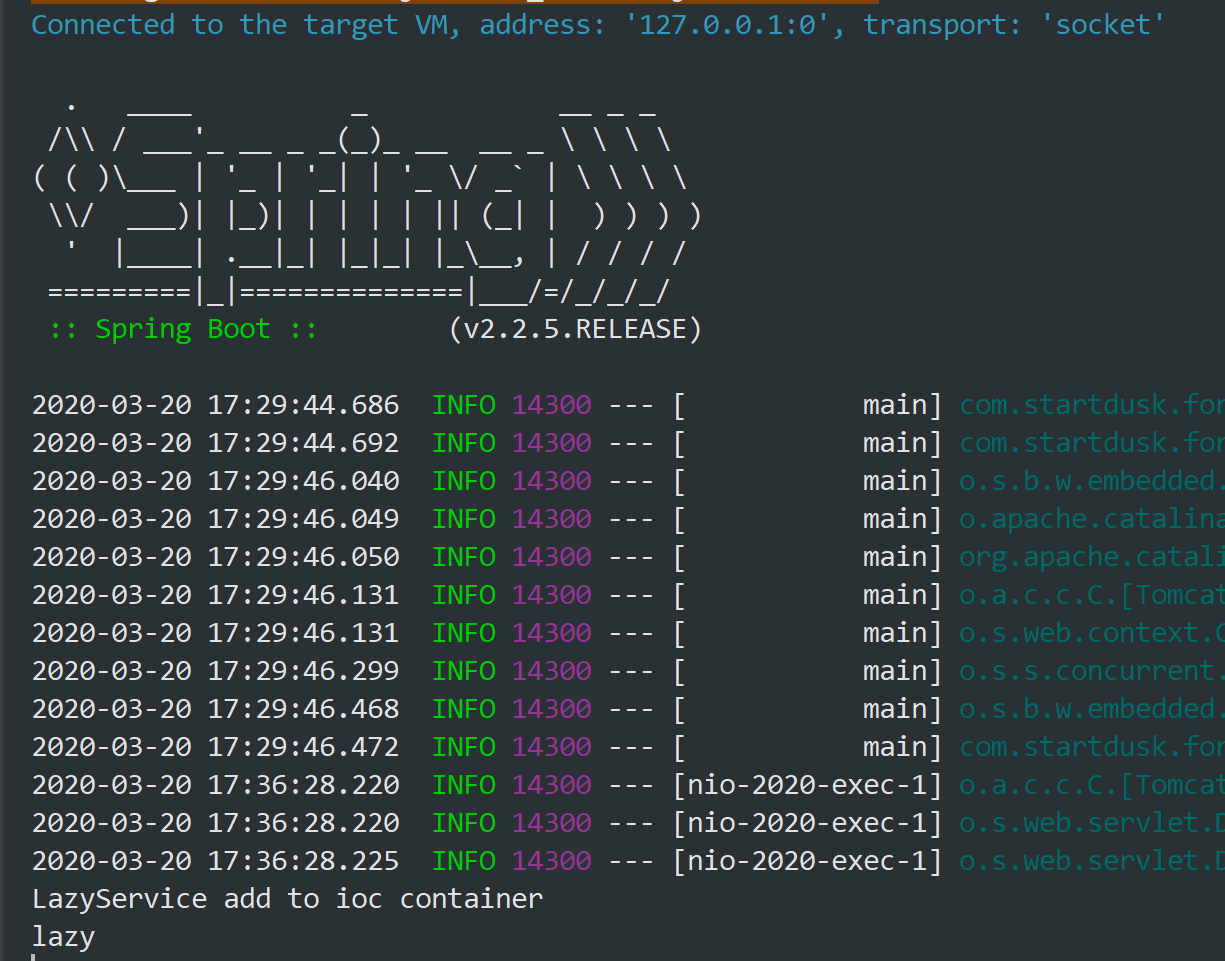 Connected to the target VM, address: '127.0.0.1:0', transport: 'socket'
  .   ____          _            __ _ _
 /\\ / ___'_ __ _ _(_)_ __  __ _ \ \ \ \
( ( )\___ | '_ | '_| | '_ \/ _` | \ \ \ \
 \\/  ___)| |_)| | | | | || (_| |  ) ) ) )
  '  |____| .__|_| |_|_| |_\__, | / / / /
 =========|_|==============|___/=/_/_/_/
 :: Spring Boot ::        (v2.2.5.RELEASE)
2020-03-20 17:29:44.686  INFO 14300 --- [           main] com.startdusk.for
2020-03-20 17:29:44.692  INFO 14300 --- [           main] com.startdusk.for
2020-03-20 17:29:46.040  INFO 14300 --- [           main] o.s.b.w.embedded.
2020-03-20 17:29:46.049  INFO 14300 --- [           main] o.apache.catalina
2020-03-20 17:29:46.050  INFO 14300 --- [           main] org.apache.catali
2020-03-20 17:29:46.131  INFO 14300 --- [           main] o.a.c.c.C.[Tomcat
2020-03-20 17:29:46.131  INFO 14300 --- [           main] o.s.web.context.C
2020-03-20 17:29:46.299  INFO 14300 --- [           main] o.s.s.concurrent.
2020-03-20 17:29:46.468  INFO 14300 --- [           main] o.s.b.w.embedded.
2020-03-20 17:29:46.472  INFO 14300 --- [           main] com.startdusk.for
2020-03-20 17:36:28.220  INFO 14300 --- [nio-2020-exec-1] o.a.c.c.C.[Tomcat
2020-03-20 17:36:28.220  INFO 14300 --- [nio-2020-exec-1] o.s.web.servlet.D
2020-03-20 17:36:28.225  INFO 14300 --- [nio-2020-exec-1] o.s.web.servlet.D
LazyService add to ioc container
lazy